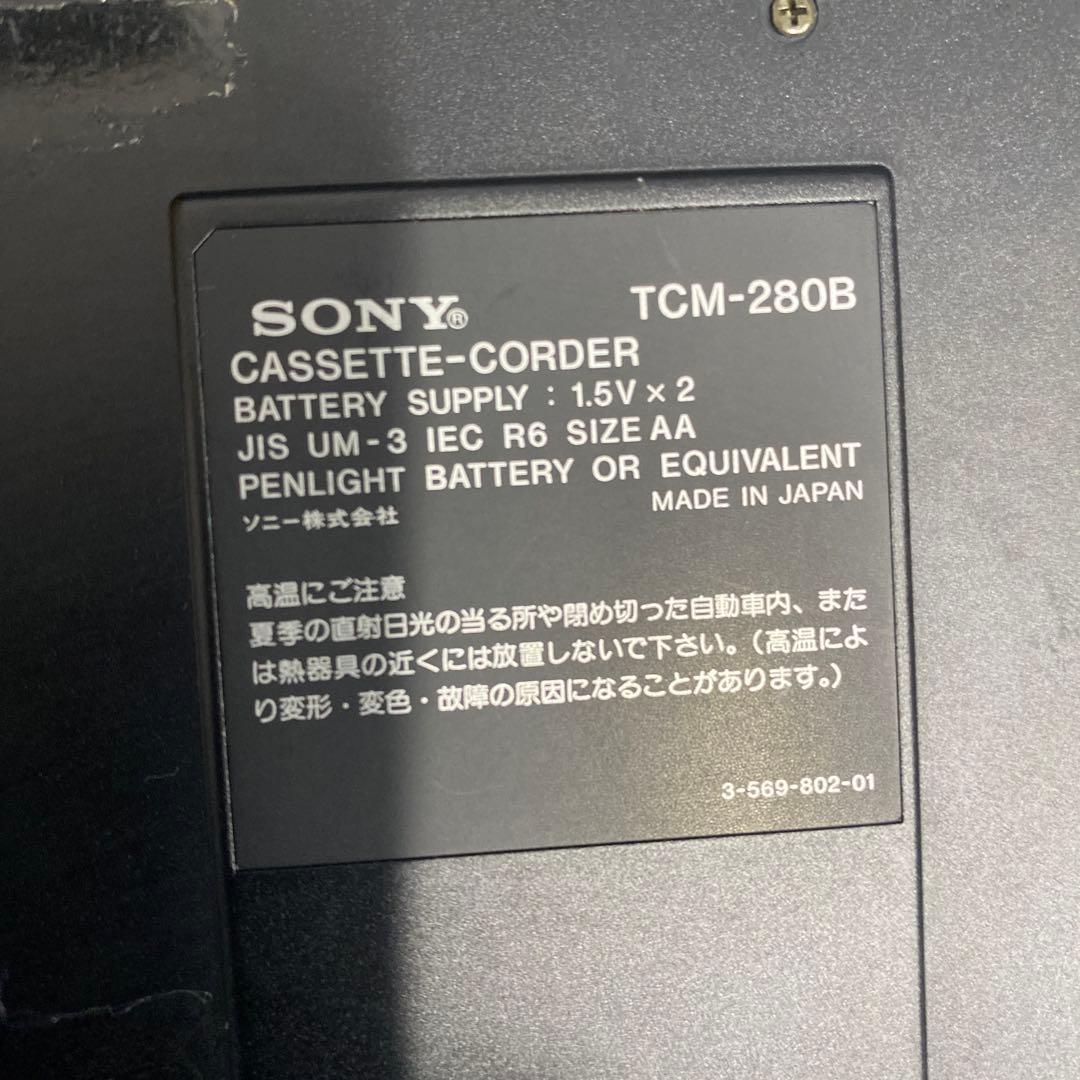 SONY® TCM-280B
CASSETTE-CORDER
BATTERY SUPPLY : 1.5V × 2
JIS UM-3 IEC R6 SIZE AA
PENLIGHT BATTERY OR EQUIVALENT
ソニー株式会社 MADE IN JAPAN
高温にご注意
夏季の直射日光の当る所や閉め切った自動車内、また
は熱器具の近くには放置しないで下さい。（高温によ
り変形・変色・故障の原因になることがあります。）
3-569-802-01